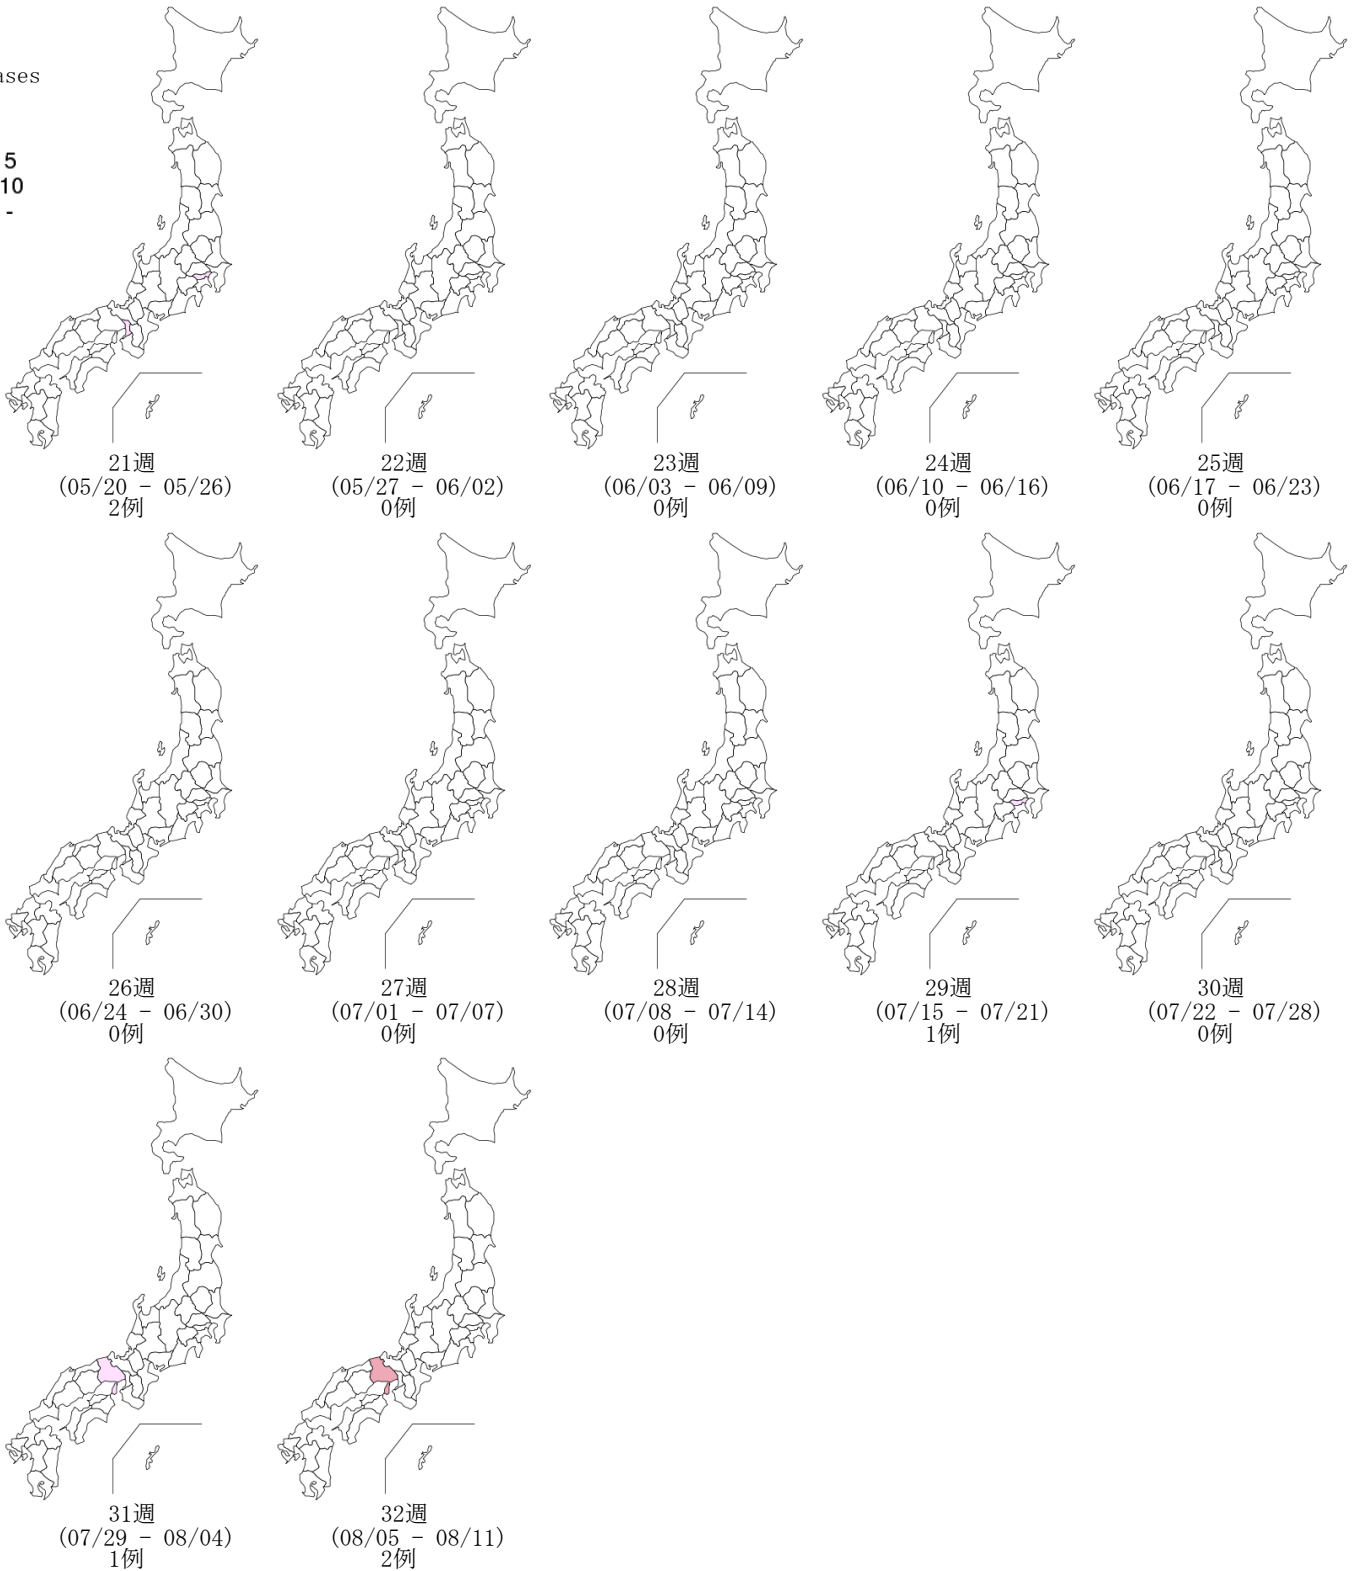 ases
5
10
-
21週
(05/20 - 05/26)
2例
22週
(05/27 - 06/02)
0例
23週
(06/03 - 06/09)
0例
24週
(06/10 - 06/16)
0例
25週
(06/17 - 06/23)
0例
26週
(06/24 - 06/30)
0例
27週
(07/01 - 07/07)
0例
28週
(07/08 - 07/14)
0例
29週
(07/15 - 07/21)
1例
30週
(07/22 - 07/28)
0例
31週
(07/29 - 08/04)
1例
32週
(08/05 - 08/11)
2例